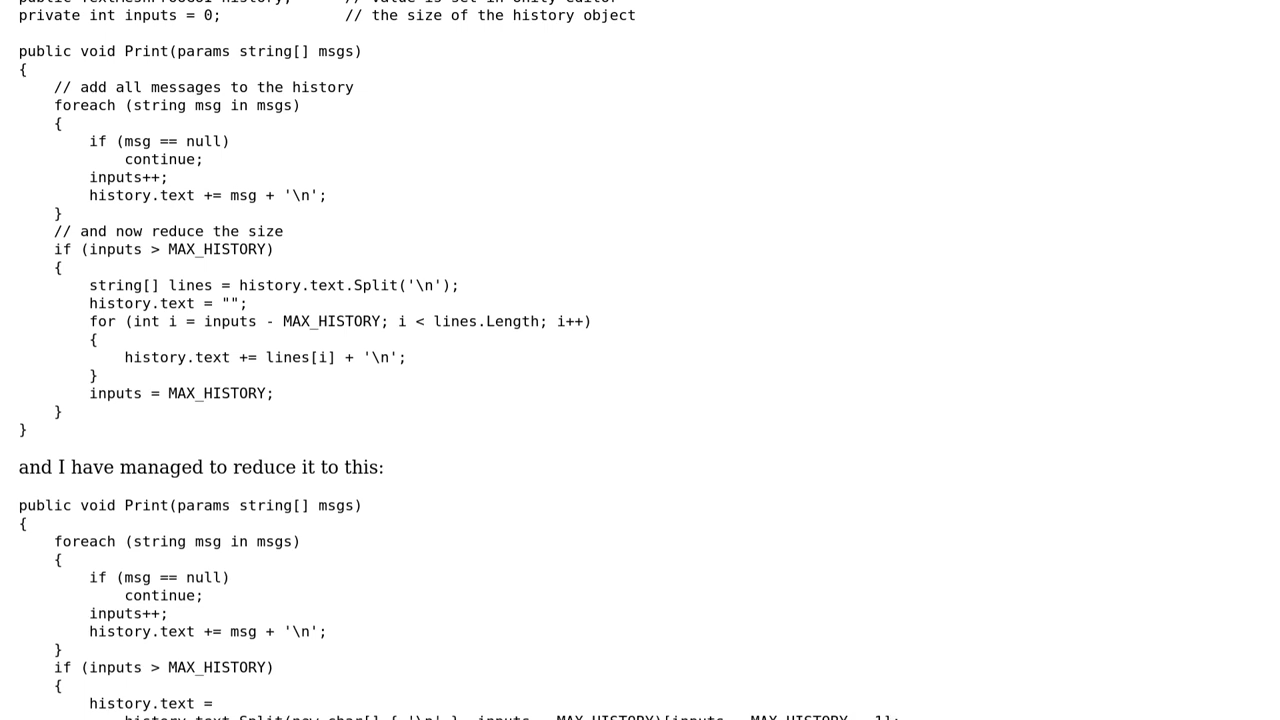 private int inputs = 0;              // the size of the history object
public void Print(params string[] msgs)
{
    // add all messages to the history
    foreach (string msg in msgs)
    {
        if (msg == null)
            continue;
        inputs++;
        history.text += msg + '\n';
    }
    // and now reduce the size
    if (inputs > MAX_HISTORY)
    {
        string[] lines = history.text.Split('\n');
        history.text = "";
        for (int i = inputs - MAX_HISTORY; i < lines.Length; i++)
        {
            history.text += lines[i] + '\n';
        }
        inputs = MAX_HISTORY;
    }
}
and I have managed to reduce it to this:
public void Print(params string[] msgs)
{
    foreach (string msg in msgs)
    {
        if (msg == null)
            continue;
        inputs++;
        history.text += msg + '\n';
    }
    if (inputs > MAX_HISTORY)
    {
        history.text =